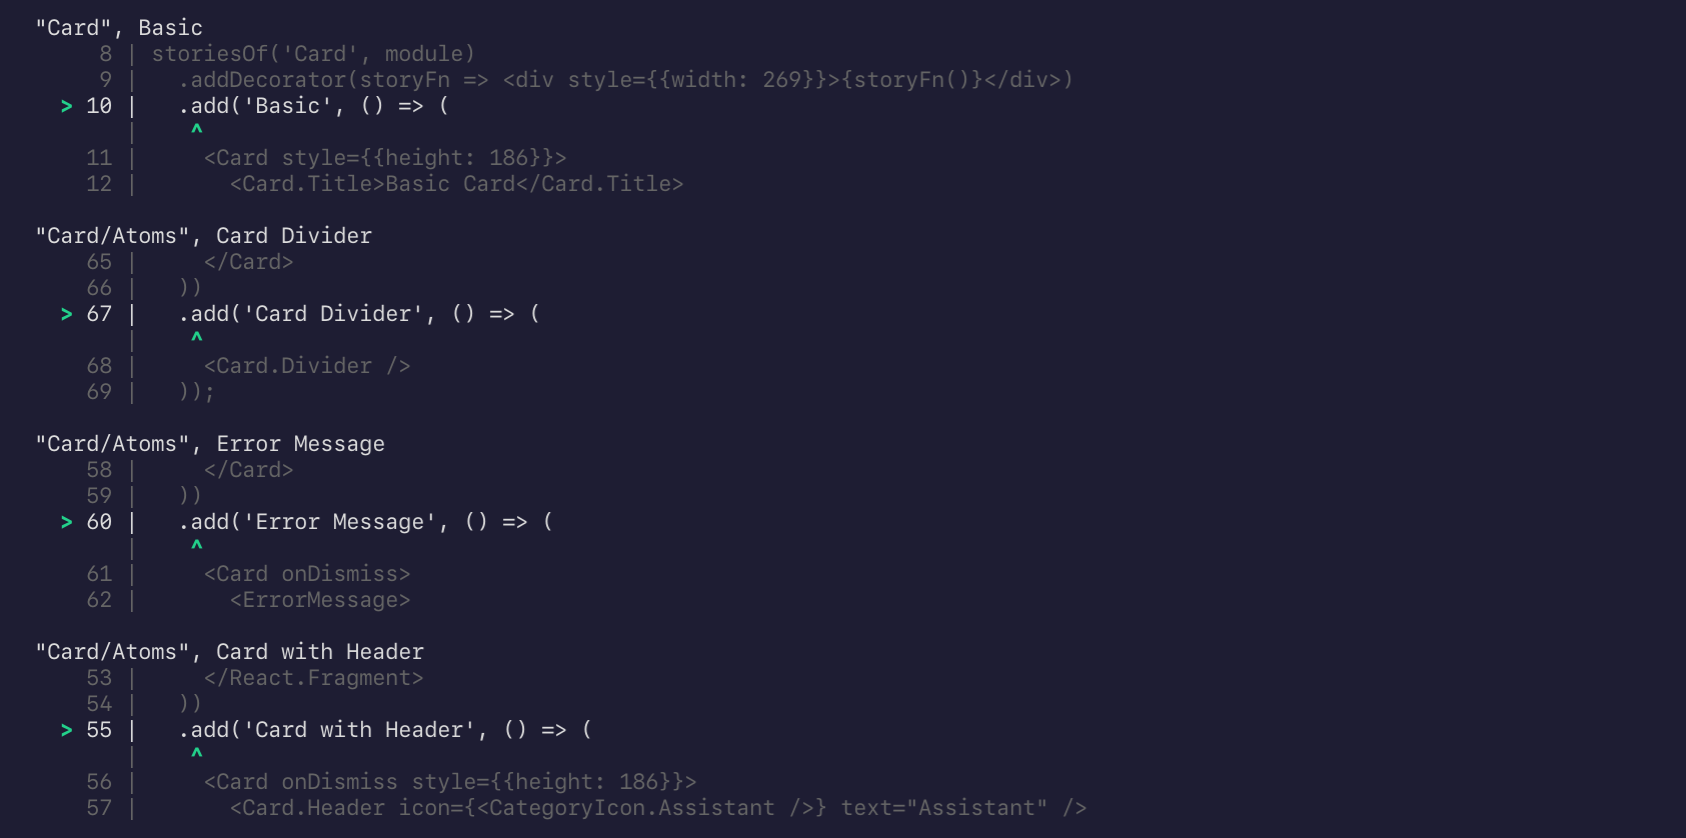 "Card", Basic
8 | storiesOf('Card', module)
9 |   .addDecorator(storyFn => <div style={{width: 269}}>{storyFn()}</div>)
> 10 |   .add('Basic', () => (
|    ^
11 |     <Card style={{height: 186}}>
12 |       <Card.Title>Basic Card</Card.Title>
"Card/Atoms", Card Divider
65 |     </Card>
66 |   ))
> 67 |   .add('Card Divider', () => (
|    ^
68 |     <Card.Divider />
69 |   ));
"Card/Atoms", Error Message
58 |     </Card>
59 |   ))
> 60 |   .add('Error Message', () => (
|    ^
61 |     <Card onDismiss>
62 |       <ErrorMessage>
"Card/Atoms", Card with Header
53 |     </React.Fragment>
54 |   ))
> 55 |   .add('Card with Header', () => (
|    ^
56 |     <Card onDismiss style={{height: 186}}>
57 |       <Card.Header icon={<CategoryIcon.Assistant />} text="Assistant" />